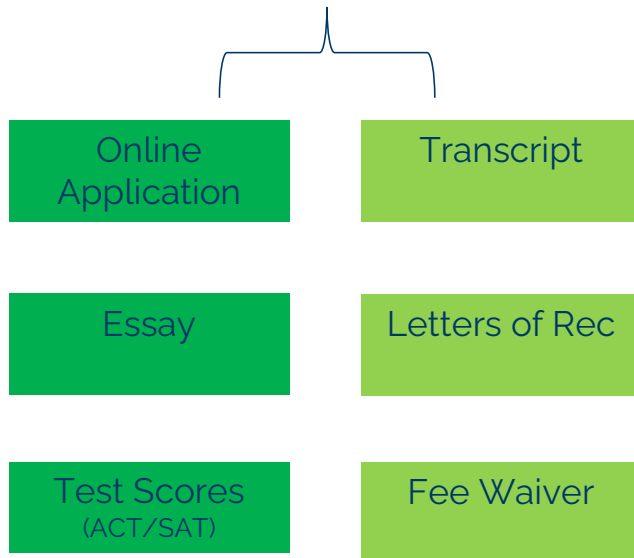 Online
Application
Transcript
Essay
Letters of Rec
Test Scores
(ACT/SAT)
Fee Waiver